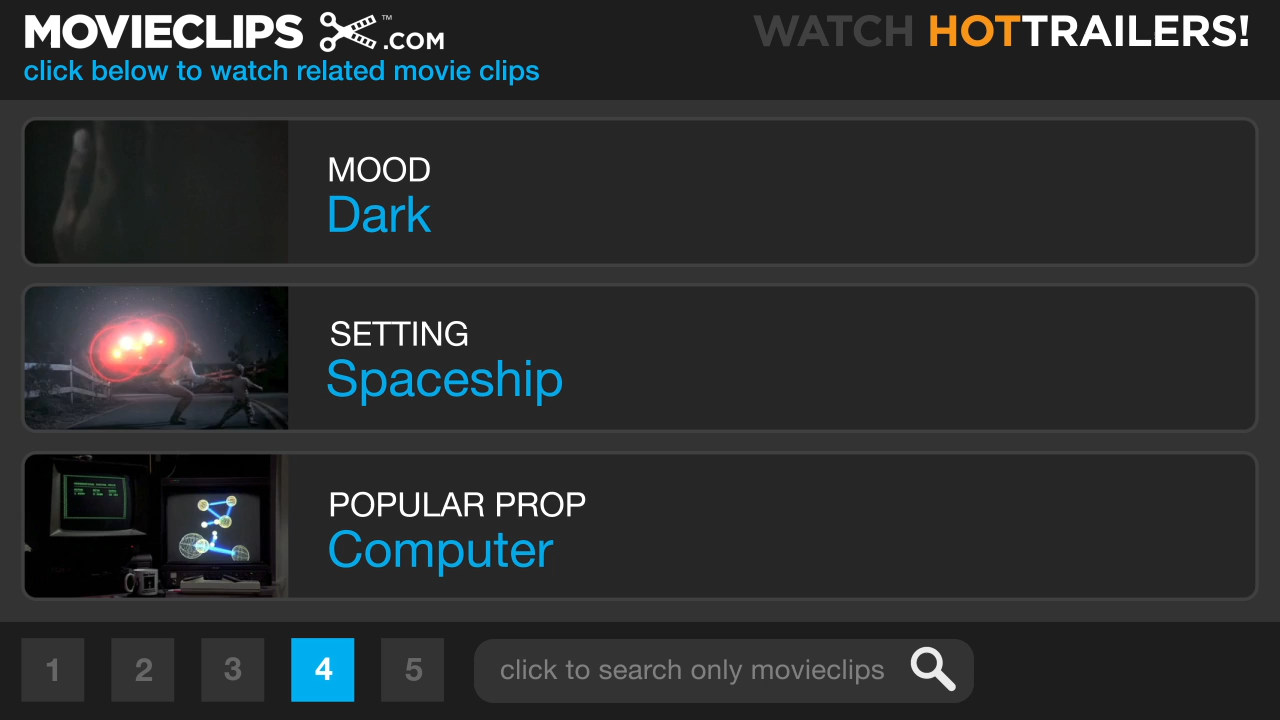 MOVIECLIPS ™ .COM
WATCH HOTTRAILERS!
click below to watch related movie clips
MOOD
Dark
SETTING
Spaceship
POPULAR PROP
Computer
1 2 3 4 5
click to search only movieclips